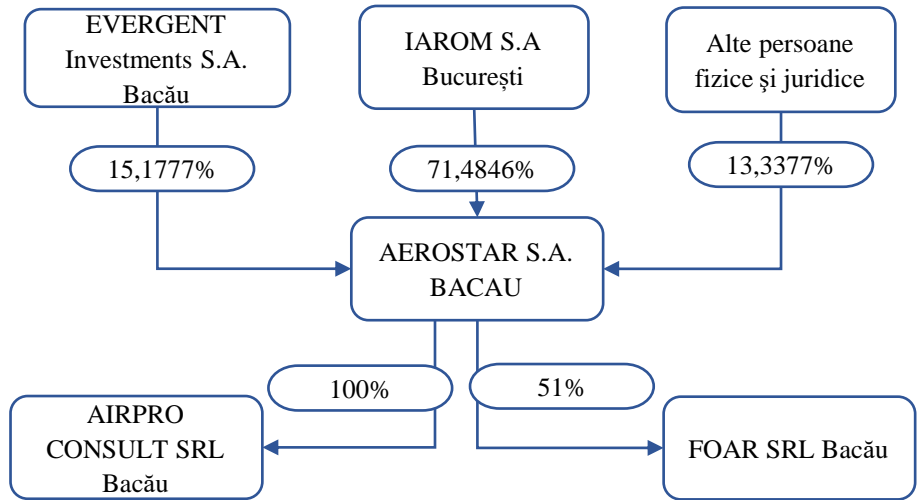 EVERGENT
Investments S.A.
Bacău
IAROM S.A
București
Alte persoane
fizice şi juridice
15,1777%
71,4846%
13,3377%
AEROSTAR S.A.
BACAU
100%
51%
AIRPRO
CONSULT SRL
Bacău
FOAR SRL Bacău